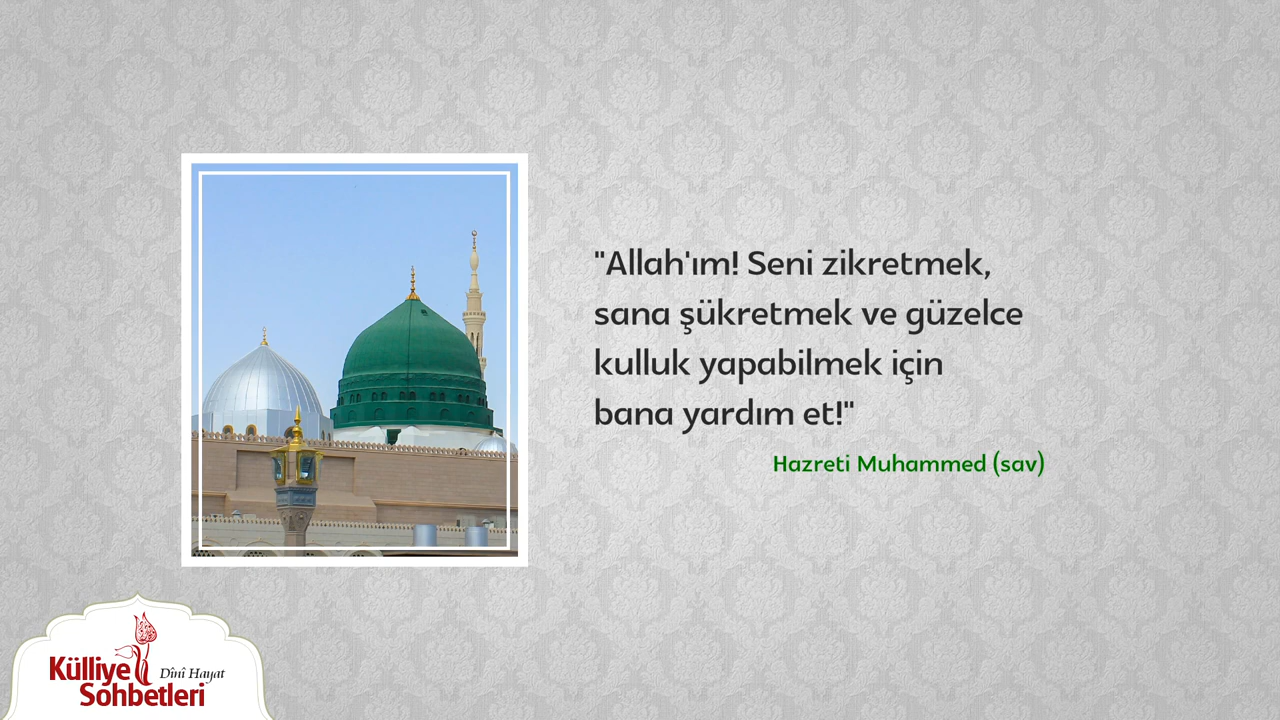 "Allah'ım! Seni zikretmek,
sana şükretmek ve güzelce
kulluk yapabilmek için
bana yardım et!"
Hazreti Muhammed (sav)
Külliye Dînî Hayat
Sohbetleri